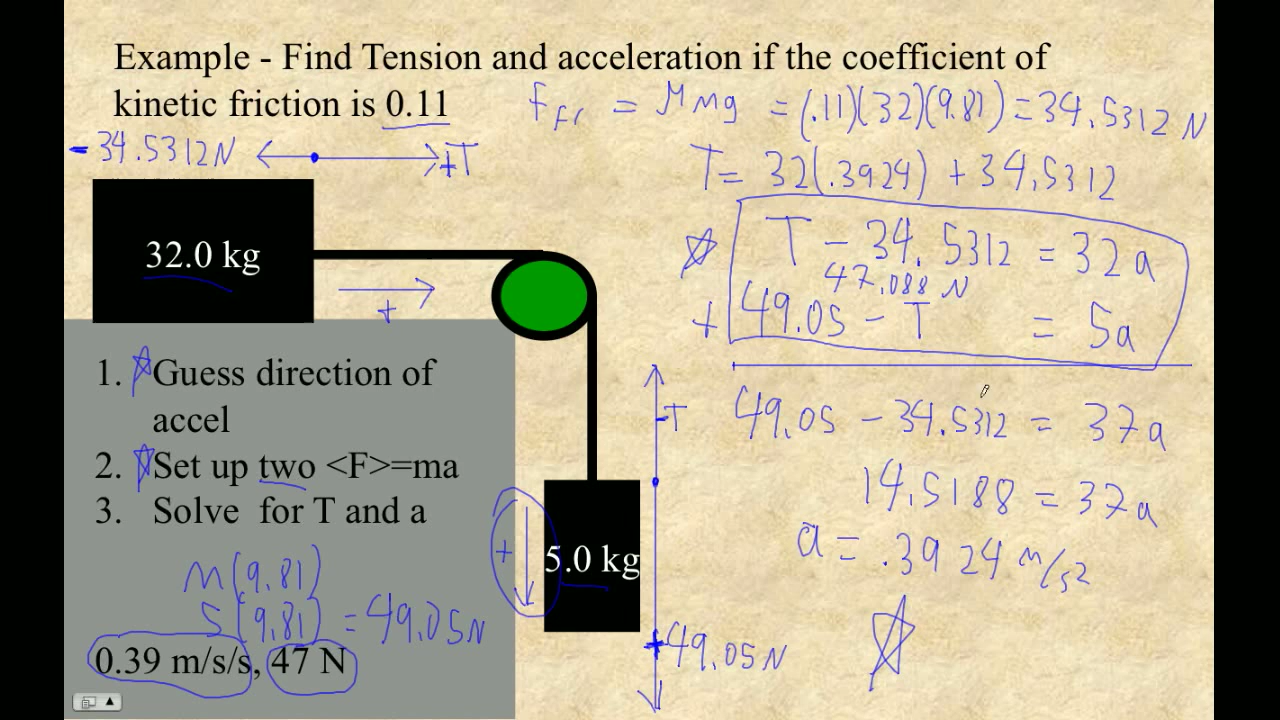 Example - Find Tension and acceleration if the coefficient of
kinetic friction is 0.11
F Fr = μmg = (.11)(32)(9.81) = 34.5312 N
-34.5312N
+T
T = 32(.3924) + 34.5312
32.0 kg
T - 34.5312 = 32a
47.088 N
+
+ 49.05 - T = 5a
1. Guess direction of
accel
2. Set up two <F>=ma
3. Solve for T and a
-T
49.05 - 34.5312 = 37a
14.5188 = 37a
a = .3924 m/s2
+
5.0 kg
m(9.81)
5(9.81) = 49.05N
0.39 m/s/s, 47 N
+49.05N